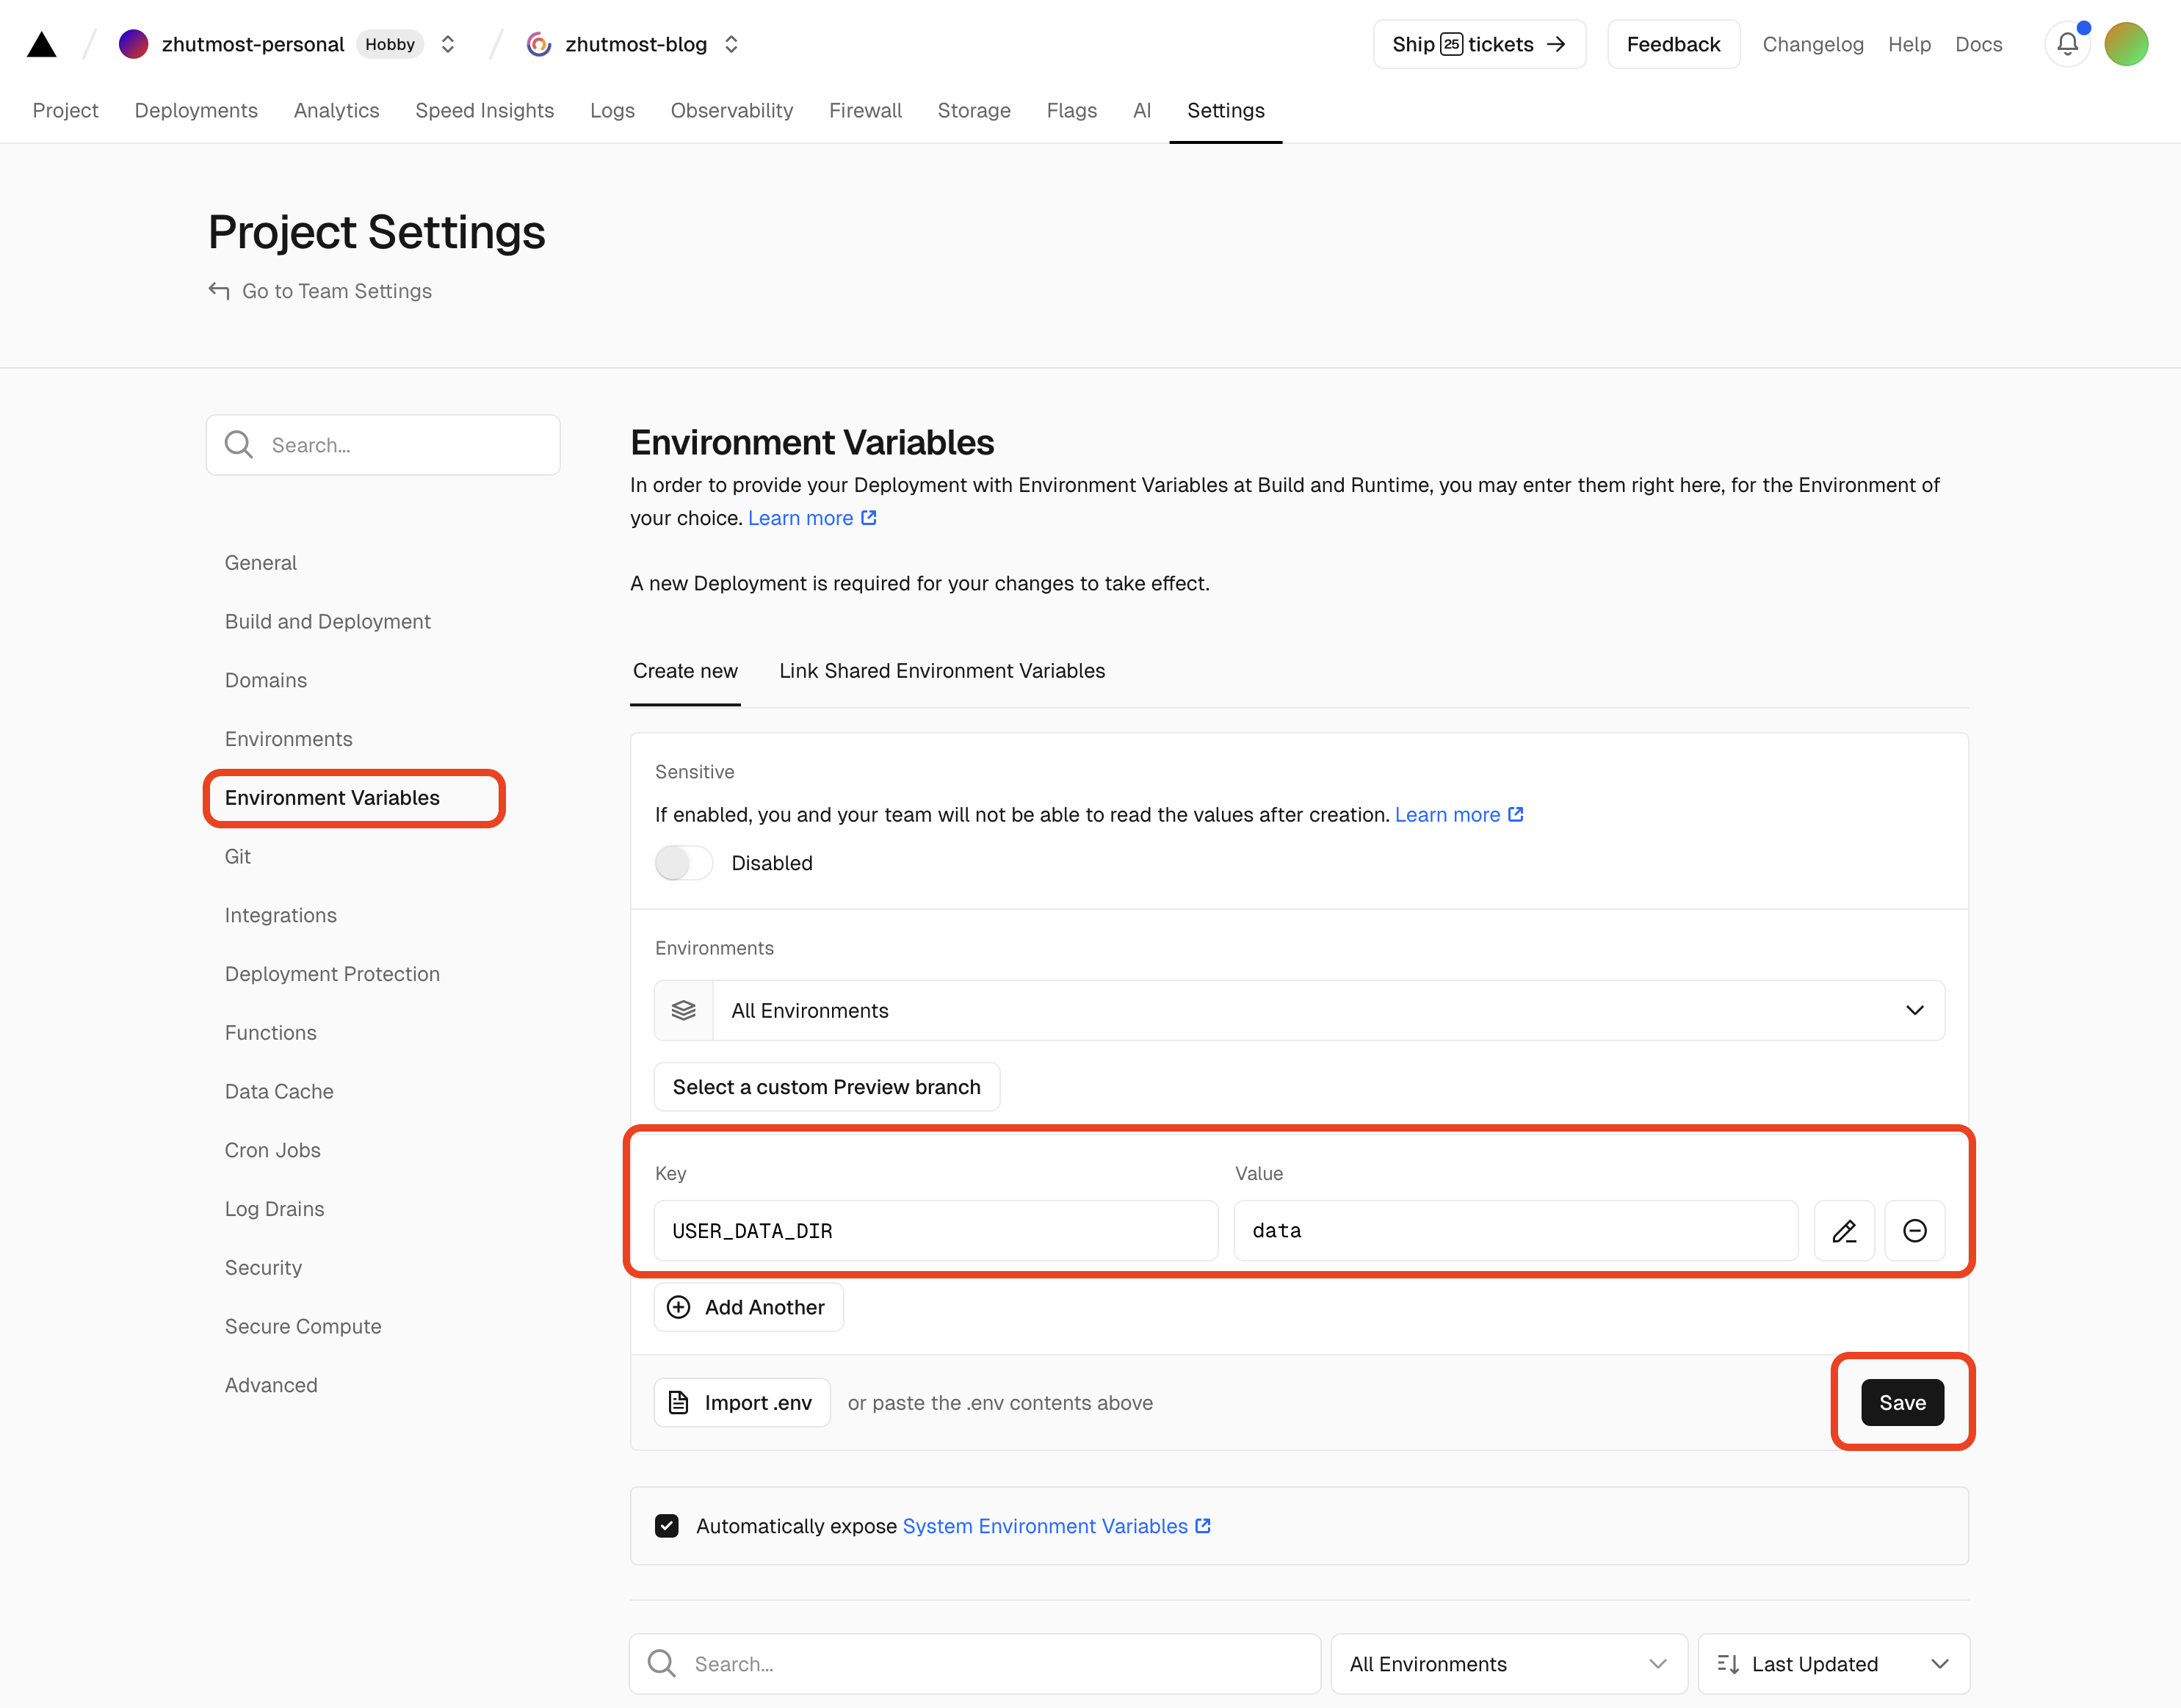 zhutmost-personal Hobby zhutmost-blog Ship 25 tickets Feedback Changelog Help Docs
Project Deployments Analytics Speed Insights Logs Observability Firewall Storage Flags AI Settings
Project Settings
Go to Team Settings
Search...
General
Build and Deployment
Domains
Environments
Environment Variables
Git
Integrations
Deployment Protection
Functions
Data Cache
Cron Jobs
Log Drains
Security
Secure Compute
Advanced
Environment Variables
In order to provide your Deployment with Environment Variables at Build and Runtime, you may enter them right here, for the Environment of
your choice. Learn more
A new Deployment is required for your changes to take effect.
Create new Link Shared Environment Variables
Sensitive
If enabled, you and your team will not be able to read the values after creation. Learn more
Disabled
Environments
All Environments
Select a custom Preview branch
Key Value
USER_DATA_DIR data
Add Another
Import .env or paste the .env contents above Save
Automatically expose System Environment Variables
Search... All Environments Last Updated